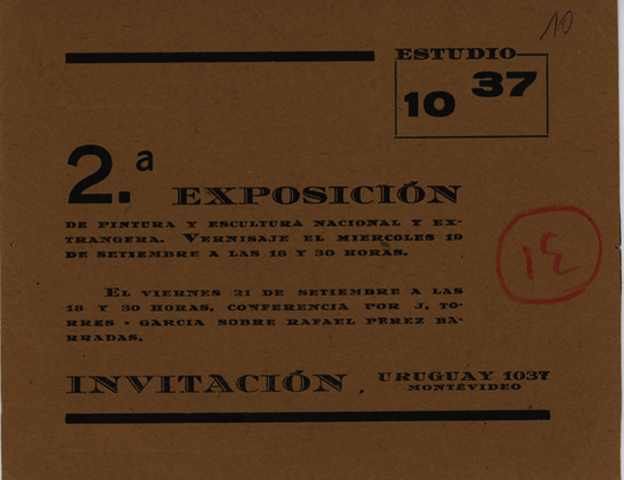 10
ESTUDIO
10 37
2.a EXPOSICIÓN
DE PINTURA Y ESCULTURA NACIONAL Y EX-
TRANGERA. VERNISAJE EL MIERCOLES 19
DE SETIEMBRE A LAS 18 Y 30 HORAS.
EL VIERNES 21 DE SETIEMBRE A LAS
18 Y 30 HORAS, CONFERENCIA POR J. TO-
RRES - GARCIA SOBRE RAFAEL PÉREZ BA-
RRADAS.
INVITACIÓN, URUGUAY 1037
MONTEVIDEO